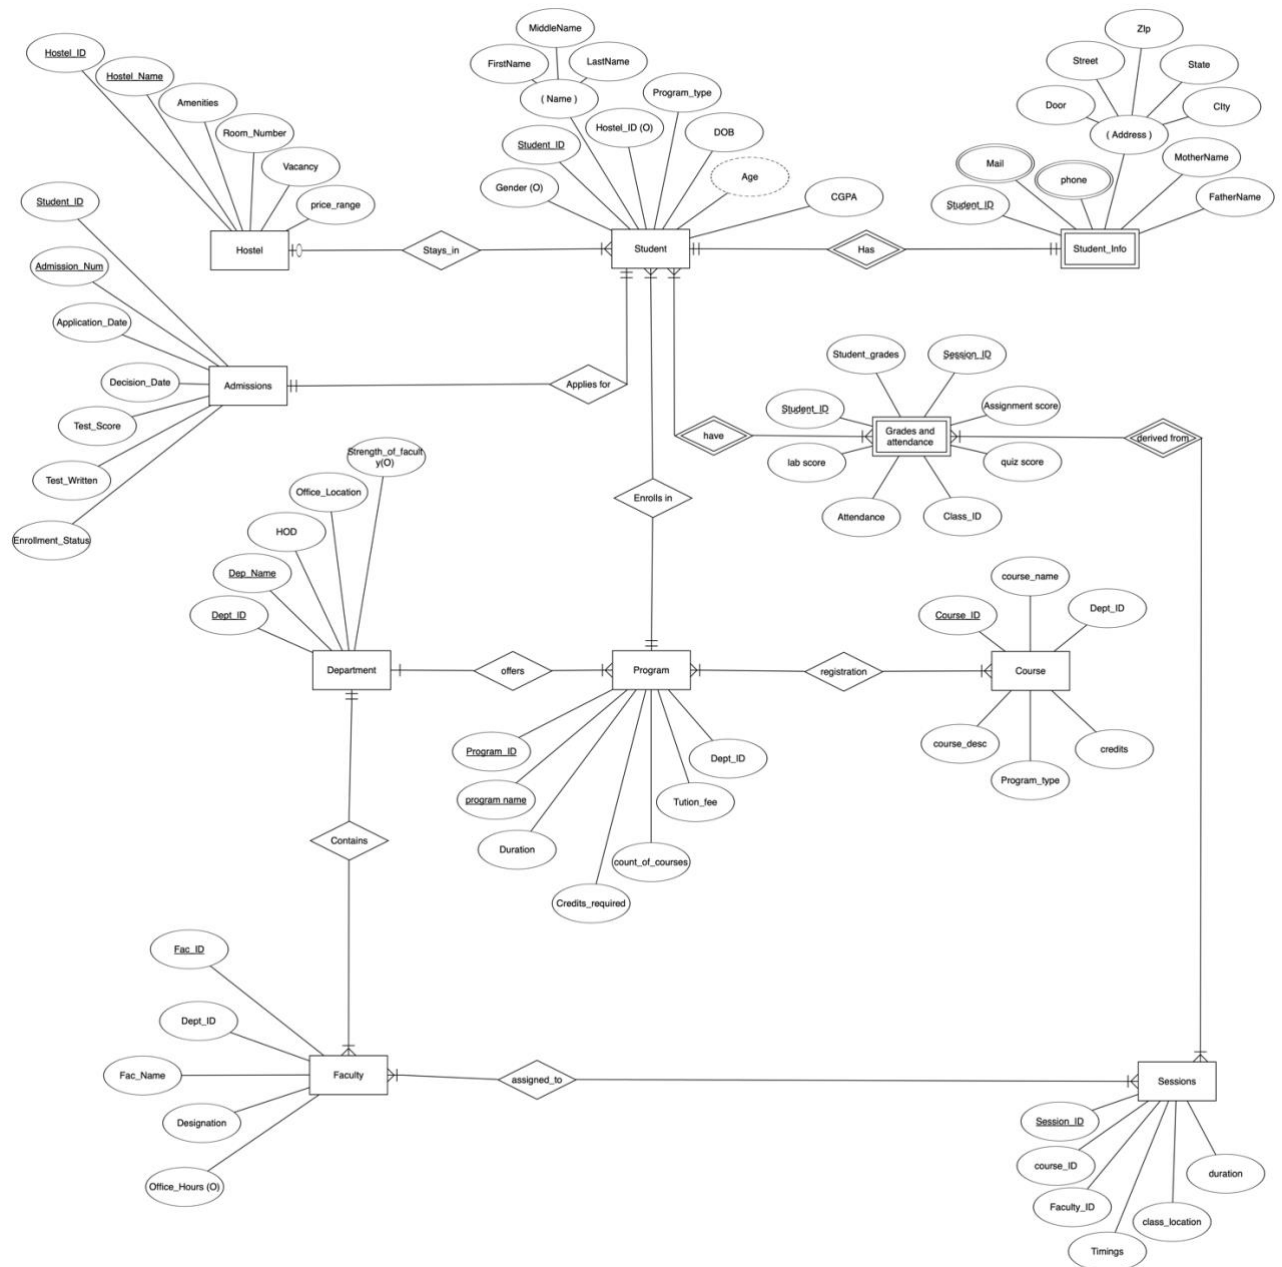 MiddleName
FirstName
LastName
( Name )
Program_type
Hostel_ID (O)
DOB
Student_ID
Age
Gender (O)
CGPA
ZIp
Street
State
Door
CIty
( Address )
Mail
phone
MotherName
Student_ID
FatherName
Hostel_ID
Hostel_Name
Amenities
Room_Number
Vacancy
price_range
Hostel
Stays_in
Student
Has
Student_Info
Student_ID
Admission_Num
Application_Date
Decision_Date
Test_Score
Test_Written
Enrollment_Status
Admissions
Applies for
Student_grades
Session_ID
Student_ID
Assignment score
have
Grades and
attendance
derived from
lab score
quiz score
Attendance
Class_ID
Strength_of_facult
y(O)
Office_Location
HOD
Dep_Name
Dept_ID
Enrolls in
course_name
Course_ID
Dept_ID
Department
offers
Program
registration
Course
course_desc
Program_type
credits
Program_ID
program name
Duration
Credits_required
count_of_courses
Tution_fee
Dept_ID
Contains
Fac_ID
Dept_ID
Fac_Name
Designation
Office_Hours (O)
Faculty
assigned_to
Sessions
Session_ID
course_ID
Faculty_ID
Timings
class_location
duration